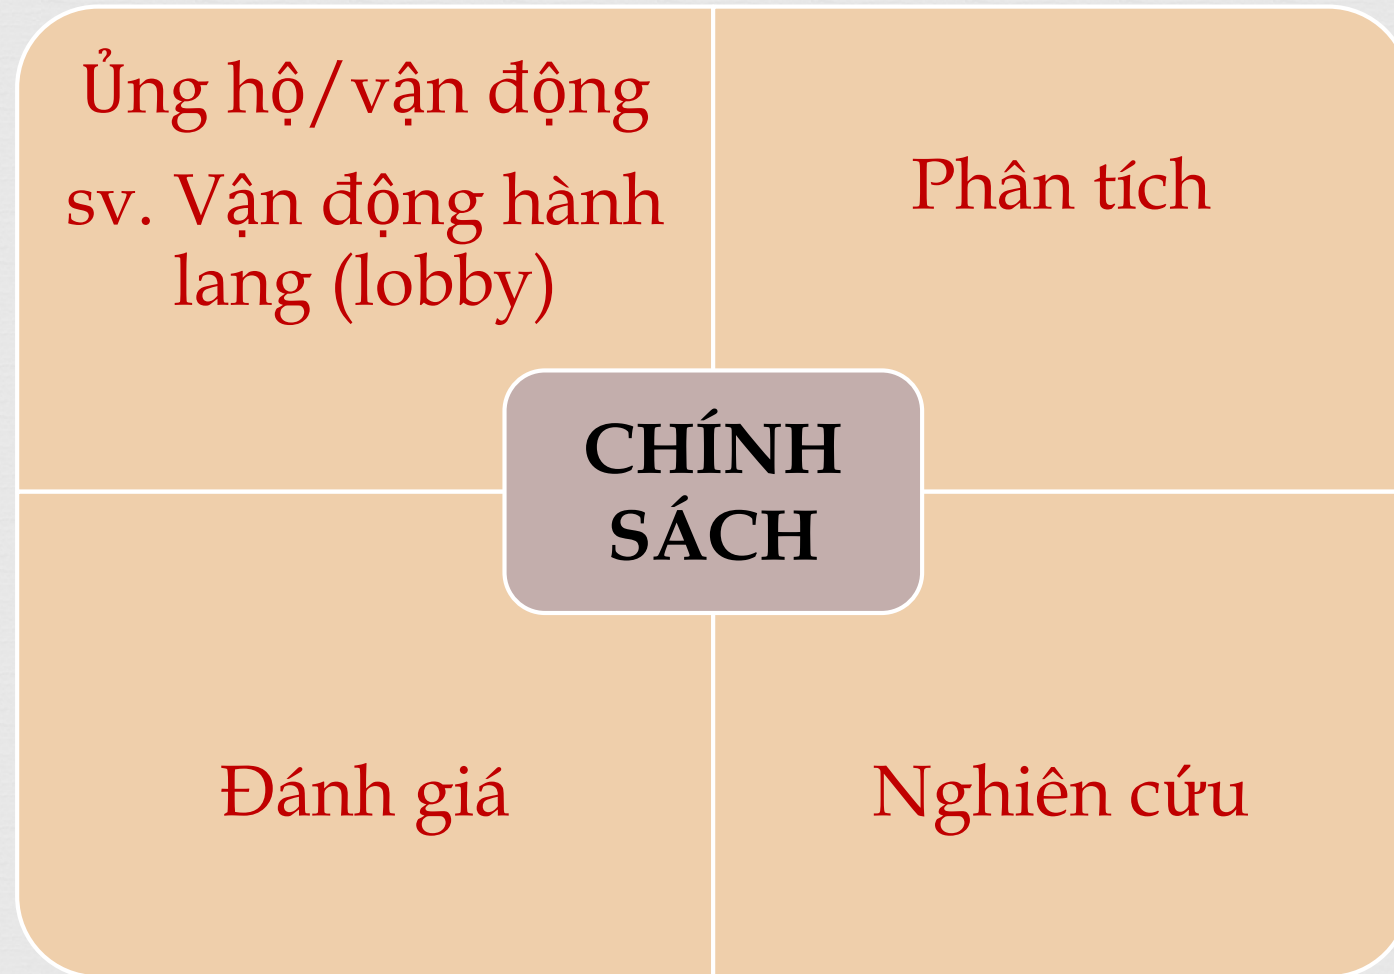 Ủng hộ/vận động
sv. Vận động hành
lang (lobby)
Phân tích
CHÍNH
SÁCH
Đánh giá
Nghiên cứu